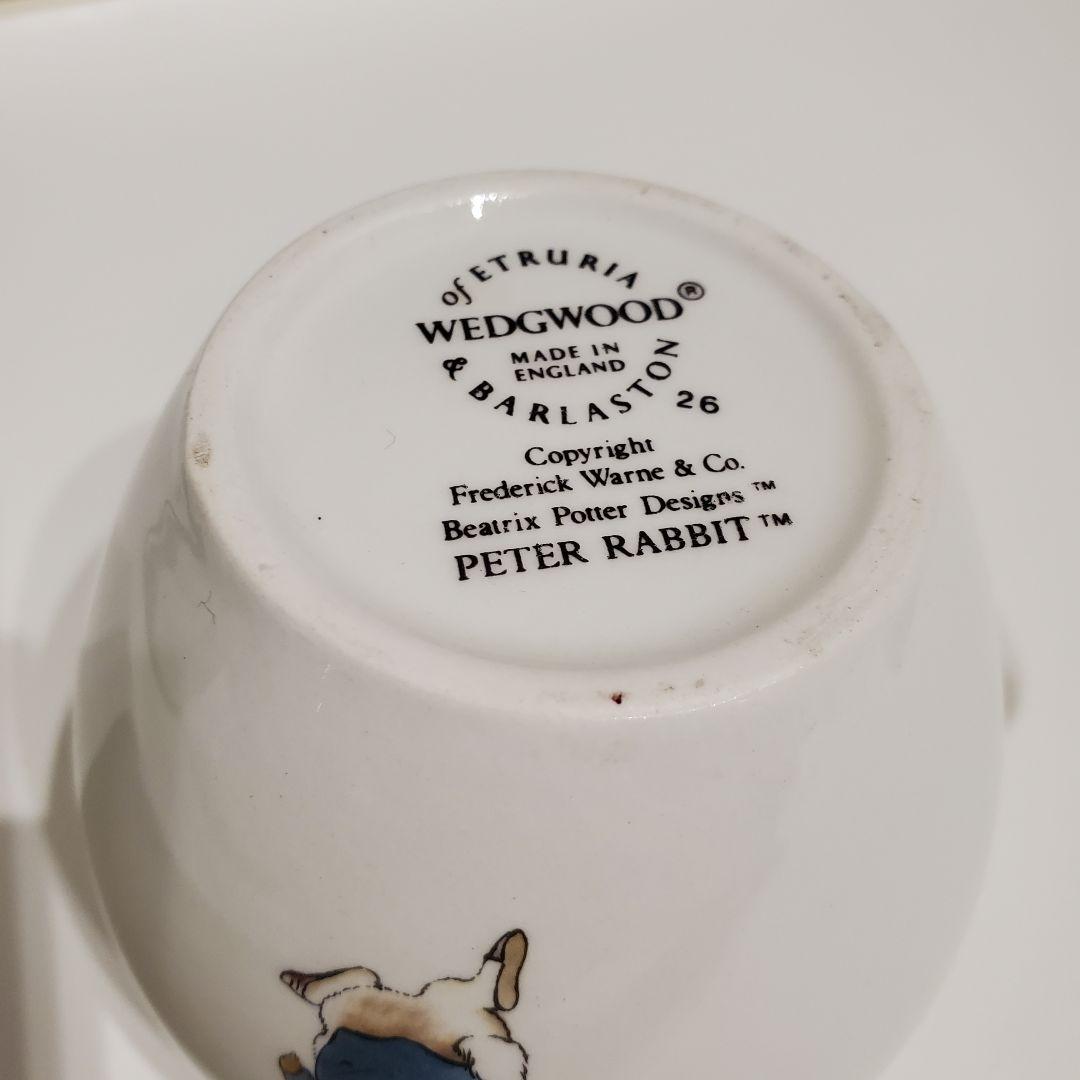 of ETRURIA
WEDGWOOD®
MADE IN
ENGLAND
& BARLASTON
26
Copyright
Frederick Warne & Co.
Beatrix Potter Designs™
PETER RABBIT™